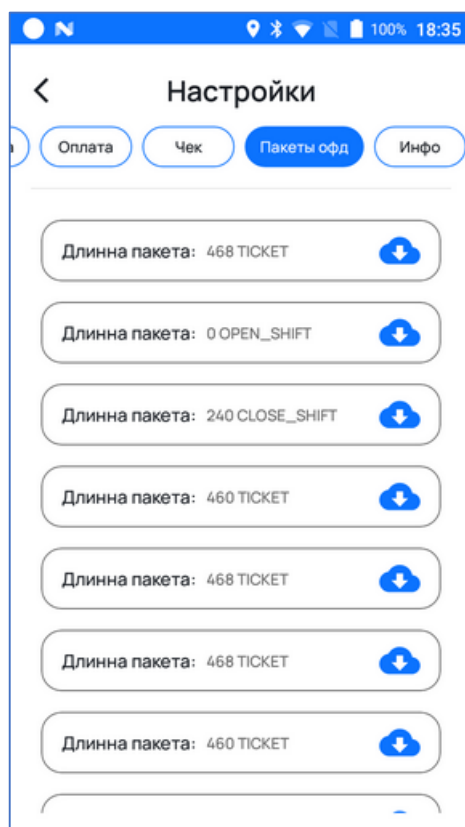 100% 18:35
Настройки
а Оплата Чек Пакеты офд Инфо
Длинна пакета: 468 TICKET
Длинна пакета: 0 OPEN_SHIFT
Длинна пакета: 240 CLOSE_SHIFT
Длинна пакета: 460 TICKET
Длинна пакета: 468 TICKET
Длинна пакета: 468 TICKET
Длинна пакета: 460 TICKET